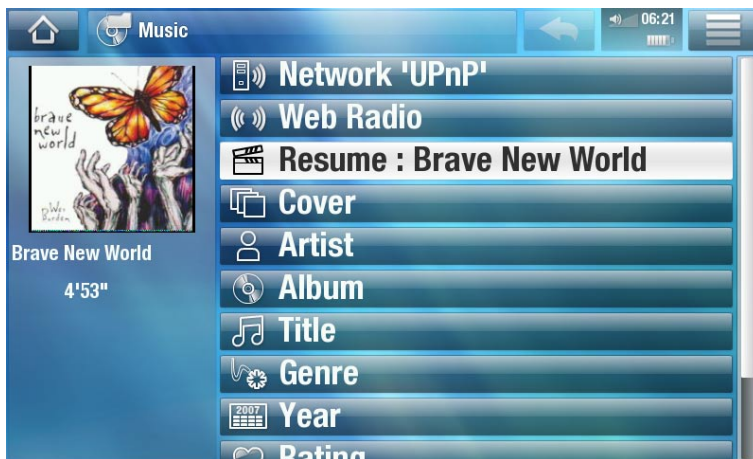 Music
06:21
brave
new
world
Brave New World
4'53"
Network 'UPnP'
Web Radio
Resume : Brave New World
Cover
Artist
Album
Title
Genre
2007
Year
Rating